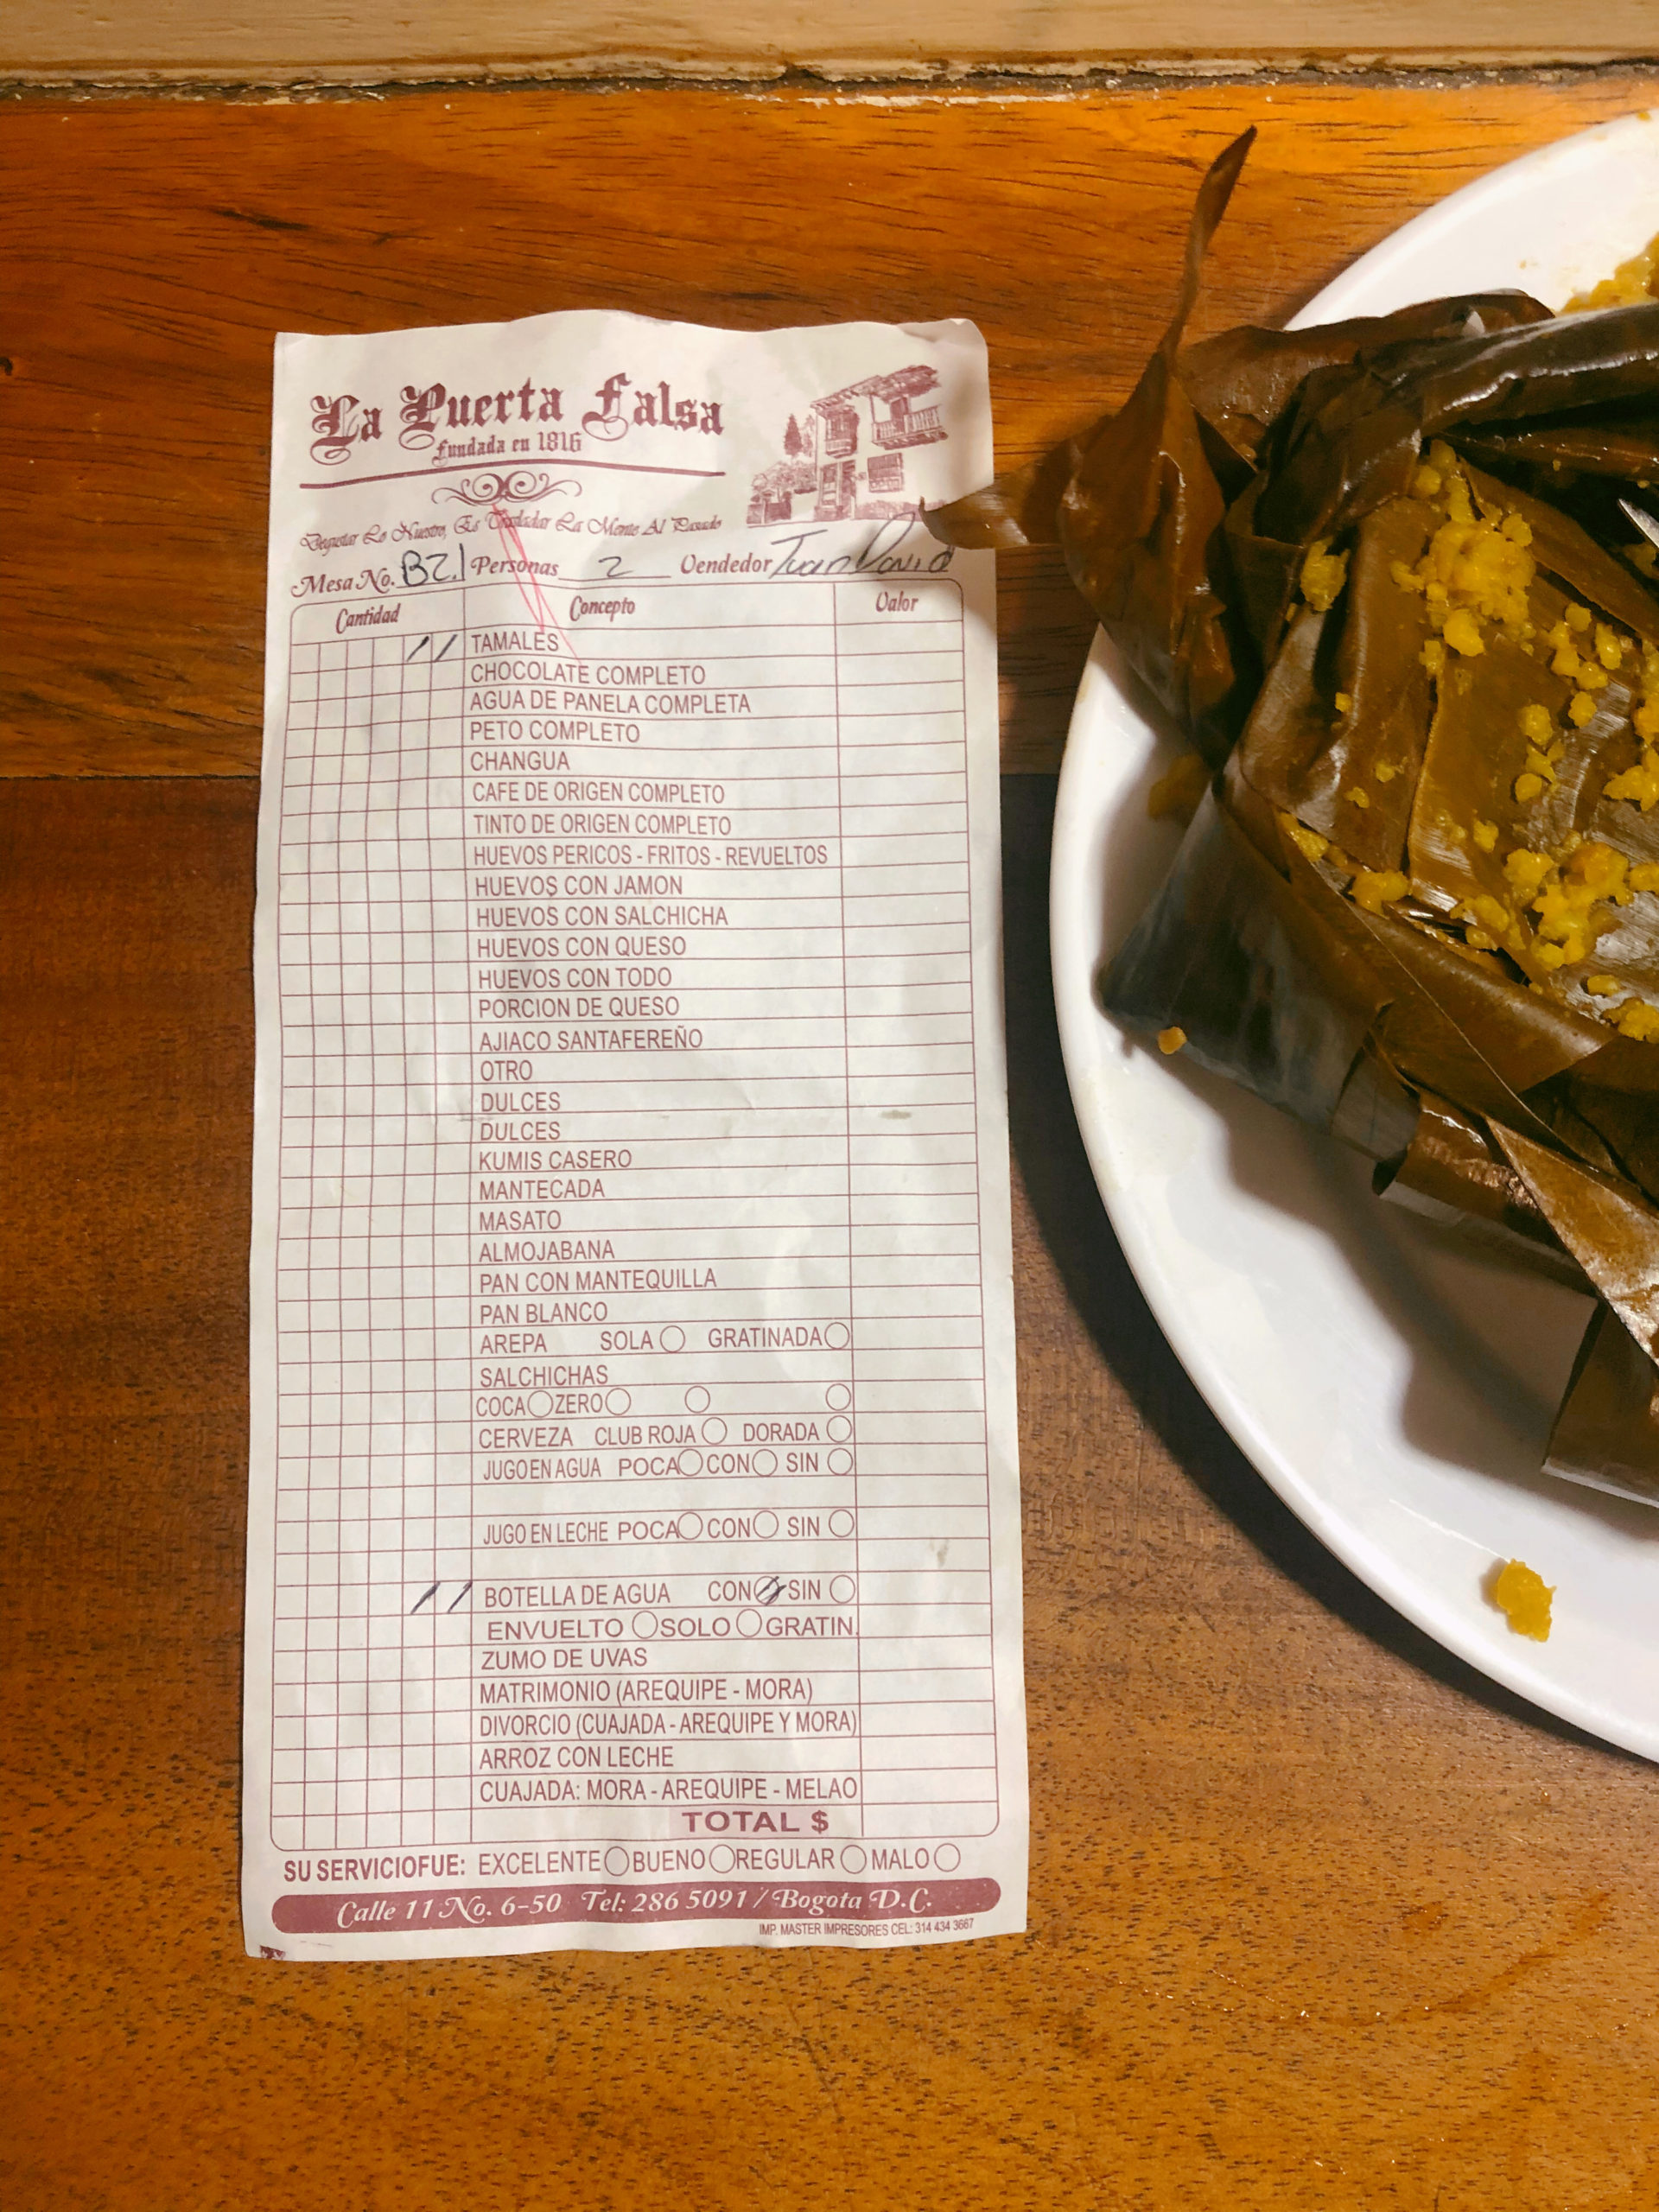 La Puerta Falsa
fundada en 1816
Degustar Lo Nuestro, Es Trasladar La Mente Al Pasado
Mesa No. BZ.1 Personas 2 Vendedor Juan David
Cantidad Concepto Valor
// TAMALES
CHOCOLATE COMPLETO
AGUA DE PANELA COMPLETA
PETO COMPLETO
CHANGUA
CAFE DE ORIGEN COMPLETO
TINTO DE ORIGEN COMPLETO
HUEVOS PERICOS - FRITOS - REVUELTOS
HUEVOS CON JAMON
HUEVOS CON SALCHICHA
HUEVOS CON QUESO
HUEVOS CON TODO
PORCION DE QUESO
AJIACO SANTAFEREÑO
OTRO
DULCES
DULCES
KUMIS CASERO
MANTECADA
MASATO
ALMOJABANA
PAN CON MANTEQUILLA
PAN BLANCO
AREPA SOLA GRATINADA
SALCHICHAS
COCA ZERO
CERVEZA CLUB ROJA DORADA
JUGO EN AGUA POCA CON SIN
JUGO EN LECHE POCA CON SIN
// BOTELLA DE AGUA CON SIN
ENVUELTO SOLO GRATIN.
ZUMO DE UVAS
MATRIMONIO (AREQUIPE - MORA)
DIVORCIO (CUAJADA - AREQUIPE Y MORA)
ARROZ CON LECHE
CUAJADA: MORA - AREQUIPE - MELAO
TOTAL $
SU SERVICIO FUE: EXCELENTE BUENO REGULAR MALO
Calle 11 No. 6-50 Tel: 286 5091 / Bogota D.C.
IMP. MASTER IMPRESORES CEL: 314 434 3667